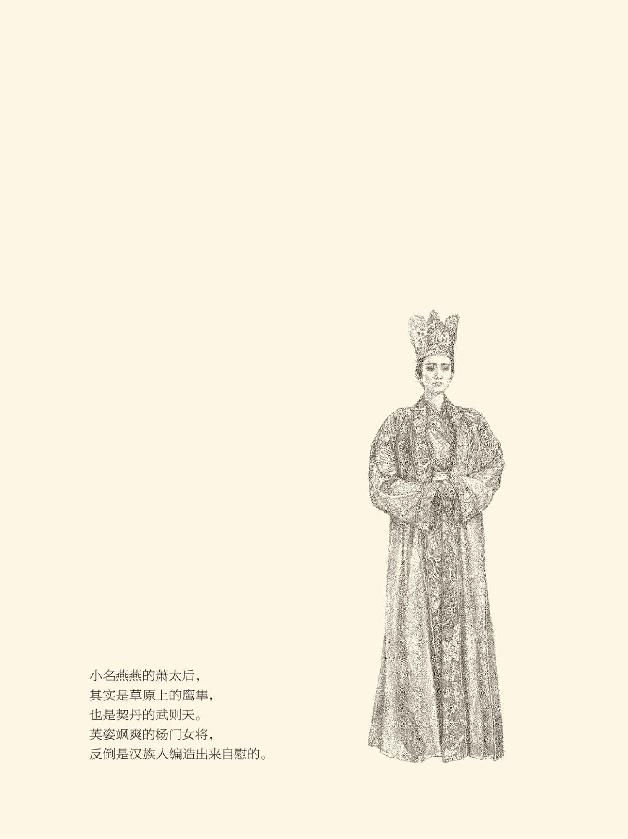 小名燕燕的萧太后，
其实是草原上的鹰隼，
也是契丹的武则天。
英姿飒爽的杨门女将，
反倒是汉族人编造出来自慰的。